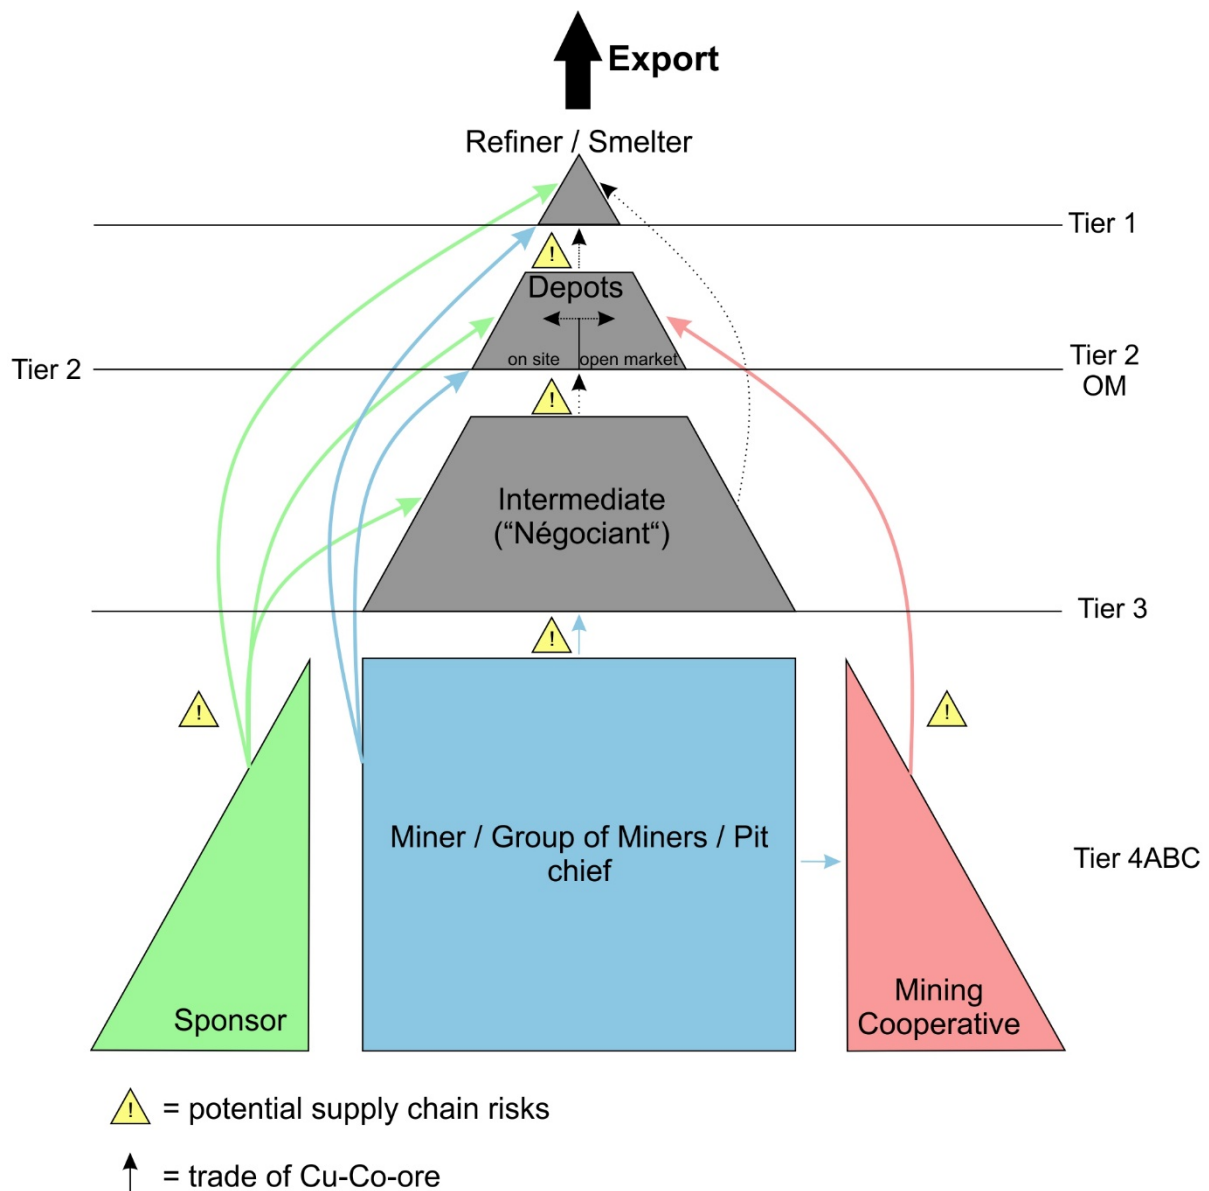 Export
Refiner / Smelter
Tier 1
!
Depots
on site
open market
Tier 2
Tier 2
OM
!
Intermediate
(“Négociant“)
Tier 3
!
!
!
Miner / Group of Miners / Pit
chief
Tier 4ABC
Sponsor
Mining
Cooperative
! = potential supply chain risks
= trade of Cu-Co-ore